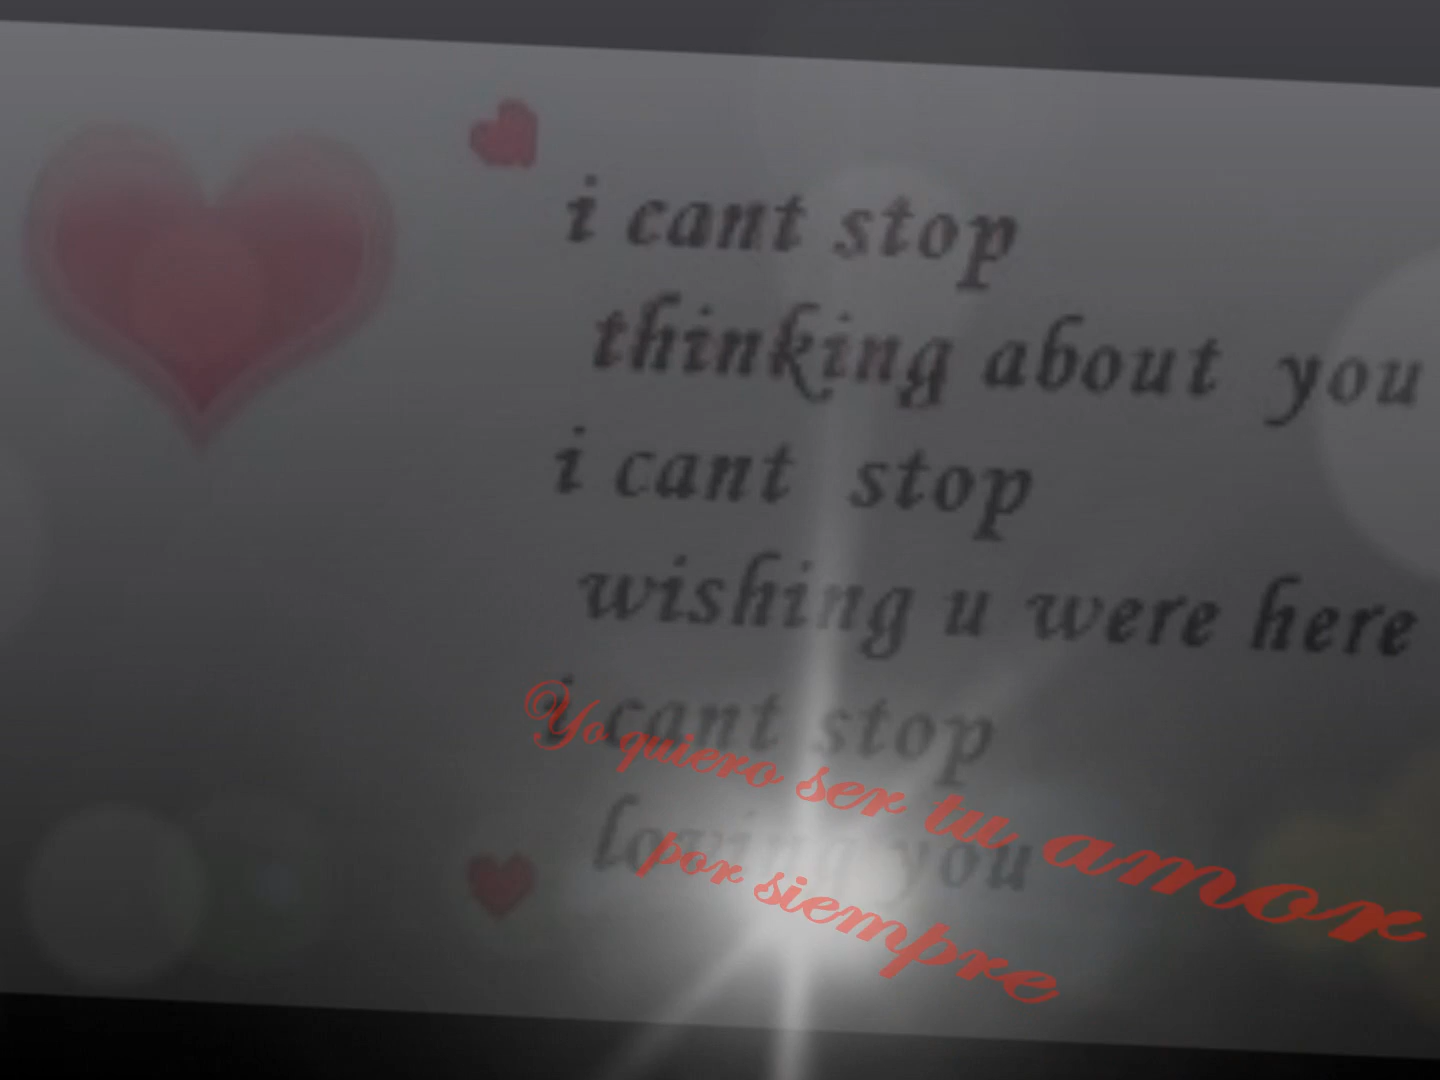 i cant stop
thinking about you
i cant stop
wishing u were here
i cant stop
loving you
Yo quiero ser tu amor
por siempre